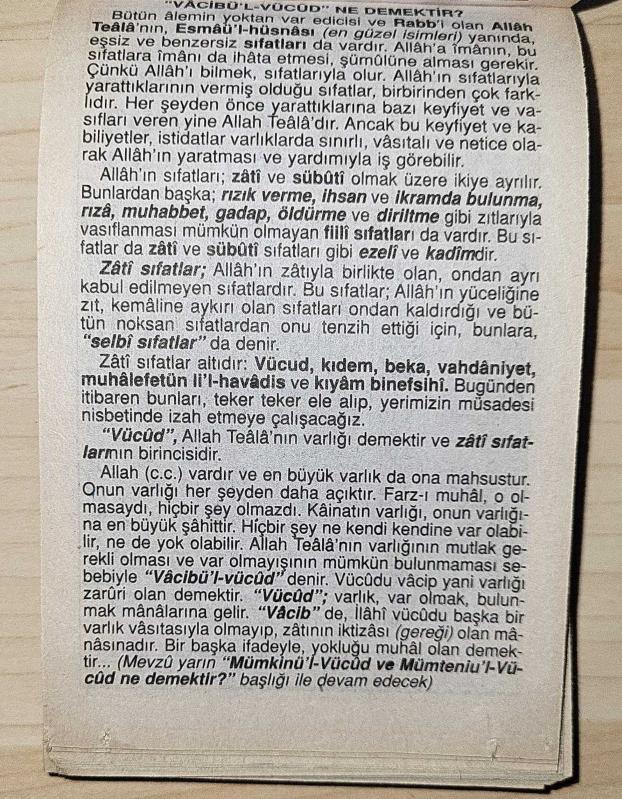 "VÂCİBÜ'L-VÜCÛD" NE DEMEKTİR?
Bütün âlemin yoktan var edicisi ve Rabb'i olan Allâh
Teâlâ'nın, Esmâü'l-hüsnâsı (en güzel isimleri) yanında,
eşsiz ve benzersiz sıfatları da vardır. Allâh'a îmânın, bu
sıfatlara îmânı da ihâta etmesi, şümûlüne alması gerekir.
Çünkü Allâh'ı bilmek, sıfatlarıyla olur. Allâh'ın sıfatlarıyla
yarattıklarının vermiş olduğu sıfatlar, birbirinden çok fark-
lıdır. Her şeyden önce yarattıklarına bazı keyfiyet ve va-
sıfları veren yine Allah Teâlâ'dır. Ancak bu keyfiyet ve ka-
biliyetler, istidatlar varlıklarda sınırlı, vâsıtalı ve netice ola-
rak Allâh'ın yaratması ve yardımıyla iş görebilir.
Allâh'ın sıfatları; zâtî ve sübûtî olmak üzere ikiye ayrılır.
Bunlardan başka; rızık verme, ihsan ve ikramda bulunma,
rızâ, muhabbet, gadap, öldürme ve diriltme gibi zıtlarıyla
vasıflanması mümkün olmayan fiilî sıfatları da vardır. Bu sı-
fatlar da zâtî ve sübûtî sıfatları gibi ezelî ve kadîmdir.
Zâtî sıfatlar; Allâh'ın zâtıyla birlikte olan, ondan ayrı
kabul edilmeyen sıfatlardır. Bu sıfatlar; Allâh'ın yüceliğine
zıt, kemâline aykırı olan sıfatları ondan kaldırdığı ve bü-
tün noksan sıfatlardan onu tenzih ettiği için, bunlara,
"selbî sıfatlar" da denir.
Zâtî sıfatlar altıdır: Vücud, kıdem, beka, vahdâniyet,
muhâlefetün li'l-havâdis ve kıyâm binefsihî. Bugünden
itibaren bunları, teker teker ele alıp, yerimizin müsadesi
nisbetinde izah etmeye çalışacağız.
"Vücûd", Allah Teâlâ'nın varlığı demektir ve zâtî sıfat-
larının birincisidir.
Allah (c.c.) vardır ve en büyük varlık da ona mahsustur.
Onun varlığı her şeyden daha açıktır. Farz-ı muhâl, o ol-
masaydı, hiçbir şey olmazdı. Kâinatın varlığı, onun varlığı-
na en büyük şâhittir. Hiçbir şey ne kendi kendine var olabi-
lir, ne de yok olabilir. Allah Teâlâ'nın varlığının mutlak ge-
rekli olması ve var olmayışının mümkün bulunmaması se-
bebiyle "Vâcibü'l-vücûd" denir. Vücûdu vâcip yani varlığı
zarûri olan demektir. "Vücûd"; varlık, var olmak, bulun-
mak mânâlarına gelir. "Vâcib" de, İlâhî vücûdu başka bir
varlık vâsıtasıyla olmayıp, zâtının iktizâsı (gereği) olan mâ-
nâsınadır. Bir başka ifadeyle, yokluğu muhâl olan demek-
tir... (Mevzû yarın "Mümkinü'l-Vücûd ve Mümteniu'l-Vü-
cûd ne demektir?" başlığı ile devam edecek)